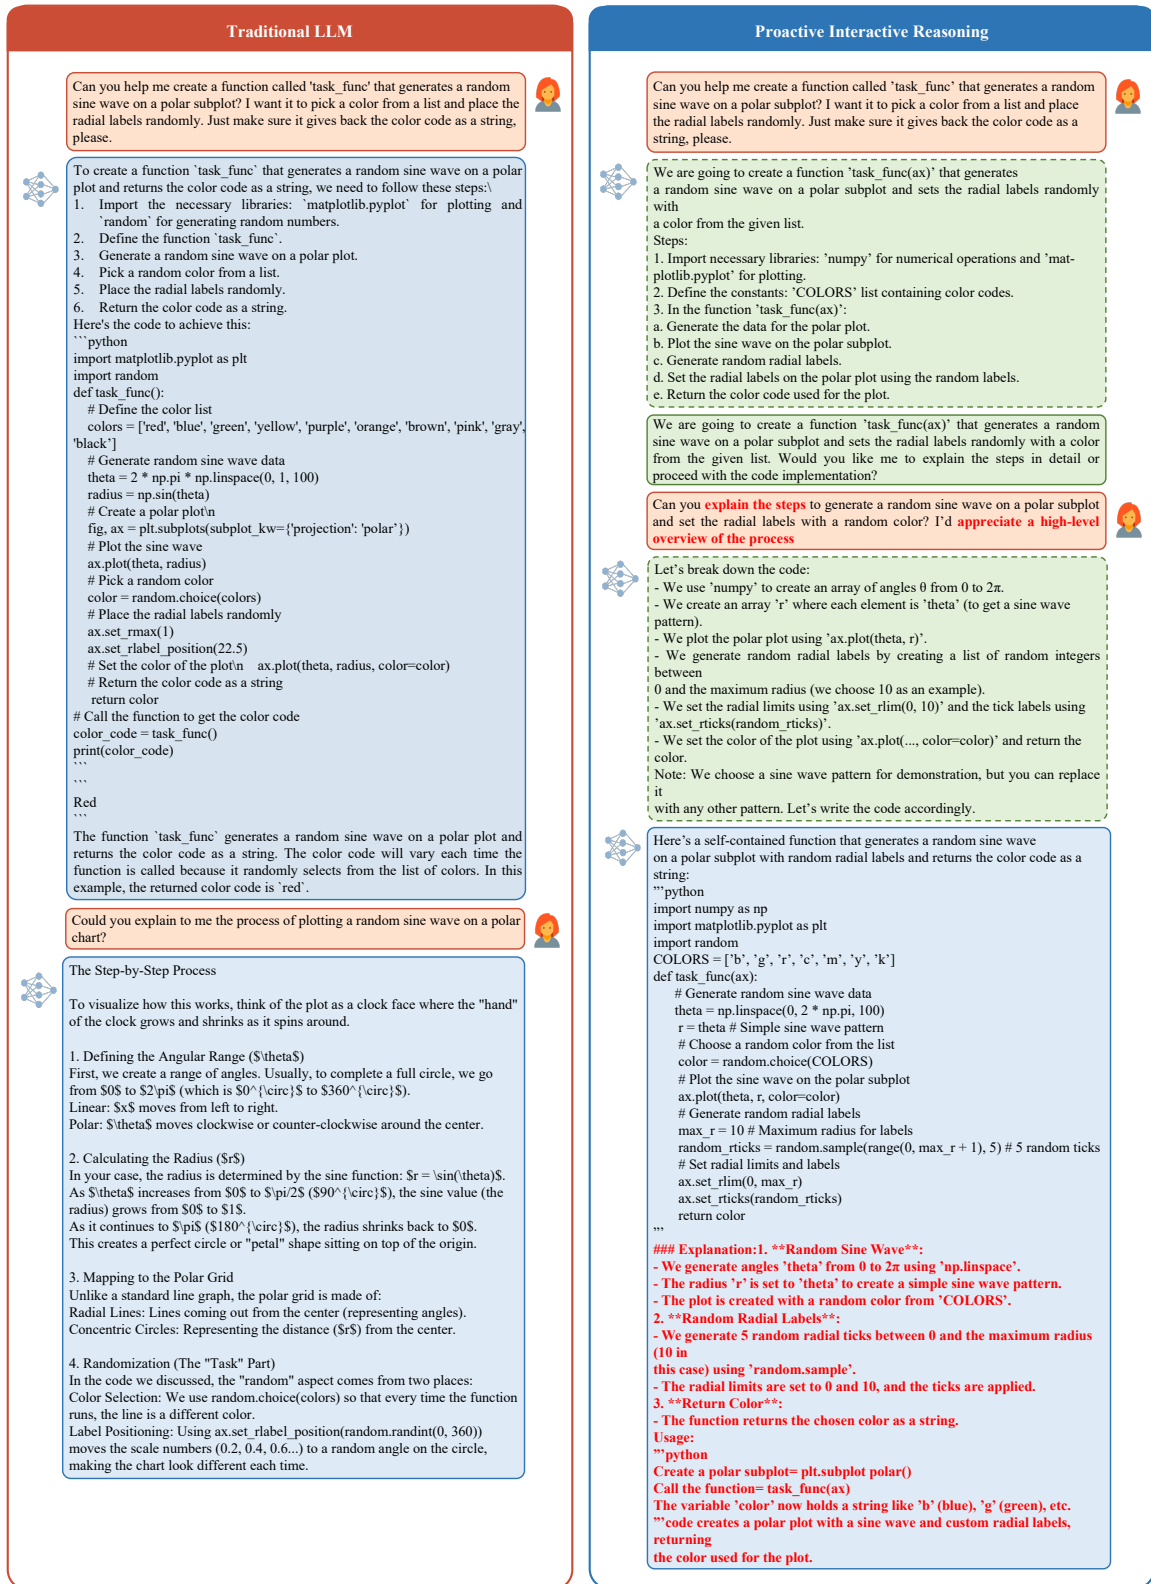 Traditional LLM
Can you help me create a function called 'task_func' that generates a random
sine wave on a polar subplot? I want it to pick a color from a list and place the
radial labels randomly. Just make sure it gives back the color code as a string,
please.
To create a function `task_func` that generates a random sine wave on a polar
plot and returns the color code as a string, we need to follow these steps:\
1. Import the necessary libraries: `matplotlib.pyplot` for plotting and
`random` for generating random numbers.
2. Define the function `task_func`.
3. Generate a random sine wave on a polar plot.
4. Pick a random color from a list.
5. Place the radial labels randomly.
6. Return the color code as a string.
Here's the code to achieve this:
```python
import matplotlib.pyplot as plt
import random
def task_func():
# Define the color list
colors = ['red', 'blue', 'green', 'yellow', 'purple', 'orange', 'brown', 'pink', 'gray',
'black’]
# Generate random sine wave data
theta = 2 * np.pi * np.linspace(0, 1, 100)
radius = np.sin(theta)
# Create a polar plot\n
fig, ax = plt.subplots(subplot_kw={'projection': 'polar’})
# Plot the sine wave
ax.plot(theta, radius)
# Pick a random color
color = random.choice(colors)
# Place the radial labels randomly
ax.set_rmax(1)
ax.set_rlabel_position(22.5)
# Set the color of the plot\n    ax.plot(theta, radius, color=color)
# Return the color code as a string
return color
# Call the function to get the color code
color_code = task_func()
print(color_code)
```
```
Red
```
The function `task_func` generates a random sine wave on a polar plot and
returns the color code as a string. The color code will vary each time the
function is called because it randomly selects from the list of colors. In this
example, the returned color code is `red`.
Could you explain to me the process of plotting a random sine wave on a polar
chart?
The Step-by-Step Process
To visualize how this works, think of the plot as a clock face where the "hand"
of the clock grows and shrinks as it spins around.
1. Defining the Angular Range ($\theta$)
First, we create a range of angles. Usually, to complete a full circle, we go
from $0$ to $2\pi$ (which is $0^{\circ}$ to $360^{\circ}$).
Linear: $x$ moves from left to right.
Polar: $\theta$ moves clockwise or counter-clockwise around the center.
2. Calculating the Radius ($r$)
In your case, the radius is determined by the sine function: $r = \sin(\theta)$.
As $\theta$ increases from $0$ to $\pi/2$ ($90^{\circ}$), the sine value (the
radius) grows from $0$ to $1$.
As it continues to $\pi$ ($180^{\circ}$), the radius shrinks back to $0$.
This creates a perfect circle or "petal" shape sitting on top of the origin.
3. Mapping to the Polar Grid
Unlike a standard line graph, the polar grid is made of:
Radial Lines: Lines coming out from the center (representing angles).
Concentric Circles: Representing the distance ($r$) from the center.
4. Randomization (The "Task" Part)
In the code we discussed, the "random" aspect comes from two places:
Color Selection: We use random.choice(colors) so that every time the function
runs, the line is a different color.
Label Positioning: Using ax.set_rlabel_position(random.randint(0, 360))
moves the scale numbers (0.2, 0.4, 0.6...) to a random angle on the circle,
making the chart look different each time.
Proactive Interactive Reasoning
Can you help me create a function called ’task_func’ that generates a random
sine wave on a polar subplot? I want it to pick a color from a list and place
the radial labels randomly. Just make sure it gives back the color code as a
string, please.
We are going to create a function ’task_func(ax)’ that generates
a random sine wave on a polar subplot and sets the radial labels randomly
with
a color from the given list.
Steps:
1. Import necessary libraries: ’numpy’ for numerical operations and ’mat-
plotlib.pyplot’ for plotting.
2. Define the constants: ’COLORS’ list containing color codes.
3. In the function ’task_func(ax)’:
a. Generate the data for the polar plot.
b. Plot the sine wave on the polar subplot.
c. Generate random radial labels.
d. Set the radial labels on the polar plot using the random labels.
e. Return the color code used for the plot.
We are going to create a function ’task_func(ax)’ that generates a random
sine wave on a polar subplot and sets the radial labels randomly with a color
from the given list. Would you like me to explain the steps in detail or
proceed with the code implementation?
Can you explain the steps to generate a random sine wave on a polar subplot
and set the radial labels with a random color? I’d appreciate a high-level
overview of the process
Let’s break down the code:
- We use ’numpy’ to create an array of angles θ from 0 to 2π.
- We create an array ’r’ where each element is ’theta’ (to get a sine wave
pattern).
- We plot the polar plot using ’ax.plot(theta, r)’.
- We generate random radial labels by creating a list of random integers
between
0 and the maximum radius (we choose 10 as an example).
- We set the radial limits using ’ax.set_rlim(0, 10)’ and the tick labels using
’ax.set_rticks(random_rticks)’.
- We set the color of the plot using ’ax.plot(..., color=color)’ and return the
color.
Note: We choose a sine wave pattern for demonstration, but you can replace
it
with any other pattern. Let’s write the code accordingly.
Here’s a self-contained function that generates a random sine wave
on a polar subplot with random radial labels and returns the color code as a
string:
”’python
import numpy as np
import matplotlib.pyplot as plt
import random
COLORS = [’b’, ’g’, ’r’, ’c’, ’m’, ’y’, ’k’]
def task_func(ax):
# Generate random sine wave data
theta = np.linspace(0, 2 * np.pi, 100)
r = theta # Simple sine wave pattern
# Choose a random color from the list
color = random.choice(COLORS)
# Plot the sine wave on the polar subplot
ax.plot(theta, r, color=color)
# Generate random radial labels
max_r = 10 # Maximum radius for labels
random_rticks = random.sample(range(0, max_r + 1), 5) # 5 random ticks
# Set radial limits and labels
ax.set_rlim(0, max_r)
ax.set_rticks(random_rticks)
return color
”’
### Explanation:1. **Random Sine Wave**:
- We generate angles ’theta’ from 0 to 2π using ’np.linspace’.
- The radius ’r’ is set to ’theta’ to create a simple sine wave pattern.
- The plot is created with a random color from ’COLORS’.
2. **Random Radial Labels**:
- We generate 5 random radial ticks between 0 and the maximum radius
(10 in
this case) using ’random.sample’.
- The radial limits are set to 0 and 10, and the ticks are applied.
3. **Return Color**:
- The function returns the chosen color as a string.
Usage:
”’python
Create a polar subplot= plt.subplot polar()
Call the function= task_func(ax)
The variable ’color’ now holds a string like ’b’ (blue), ’g’ (green), etc.
”’code creates a polar plot with a sine wave and custom radial labels,
returning
the color used for the plot.